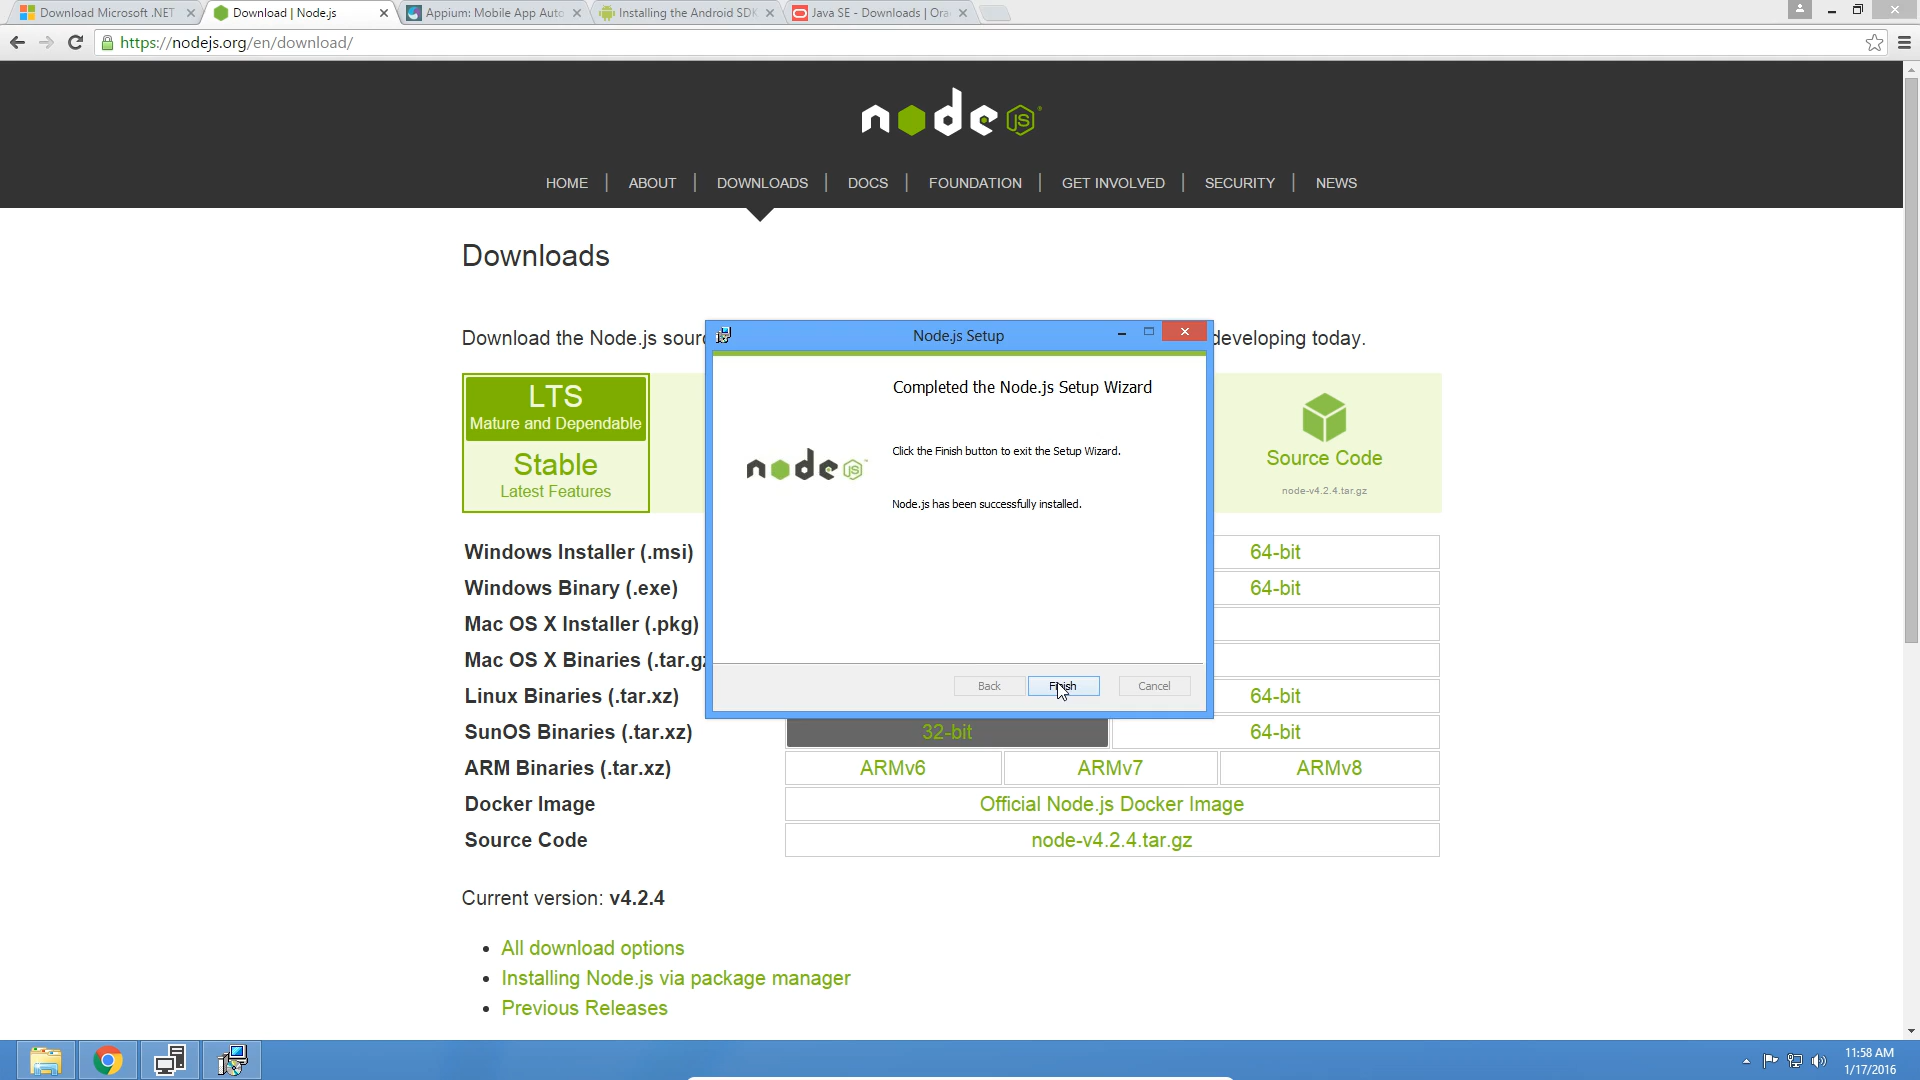 Download Microsoft .NET
Download | Node.js
Appium: Mobile App Auto
Installing the Android SDK
Java SE - Downloads | Ora
https://nodejs.org/en/download/
node JS
HOME | ABOUT | DOWNLOADS | DOCS | FOUNDATION | GET INVOLVED | SECURITY | NEWS
Downloads
Download the Node.js sour
developing today.
LTS
Mature and Dependable
Stable
Latest Features
Source Code
node-v4.2.4.tar.gz
Node.js Setup
Completed the Node.js Setup Wizard
Click the Finish button to exit the Setup Wizard.
node JS
Node.js has been successfully installed.
Back
Finish
Cancel
Windows Installer (.msi)
64-bit
Windows Binary (.exe)
64-bit
Mac OS X Installer (.pkg)
Mac OS X Binaries (.tar.gz
Linux Binaries (.tar.xz)
64-bit
SunOS Binaries (.tar.xz)
32-bit
64-bit
ARM Binaries (.tar.xz)
ARMv6
ARMv7
ARMv8
Docker Image
Official Node.js Docker Image
Source Code
node-v4.2.4.tar.gz
Current version: v4.2.4
All download options
Installing Node.js via package manager
Previous Releases
11:58 AM
1/17/2016